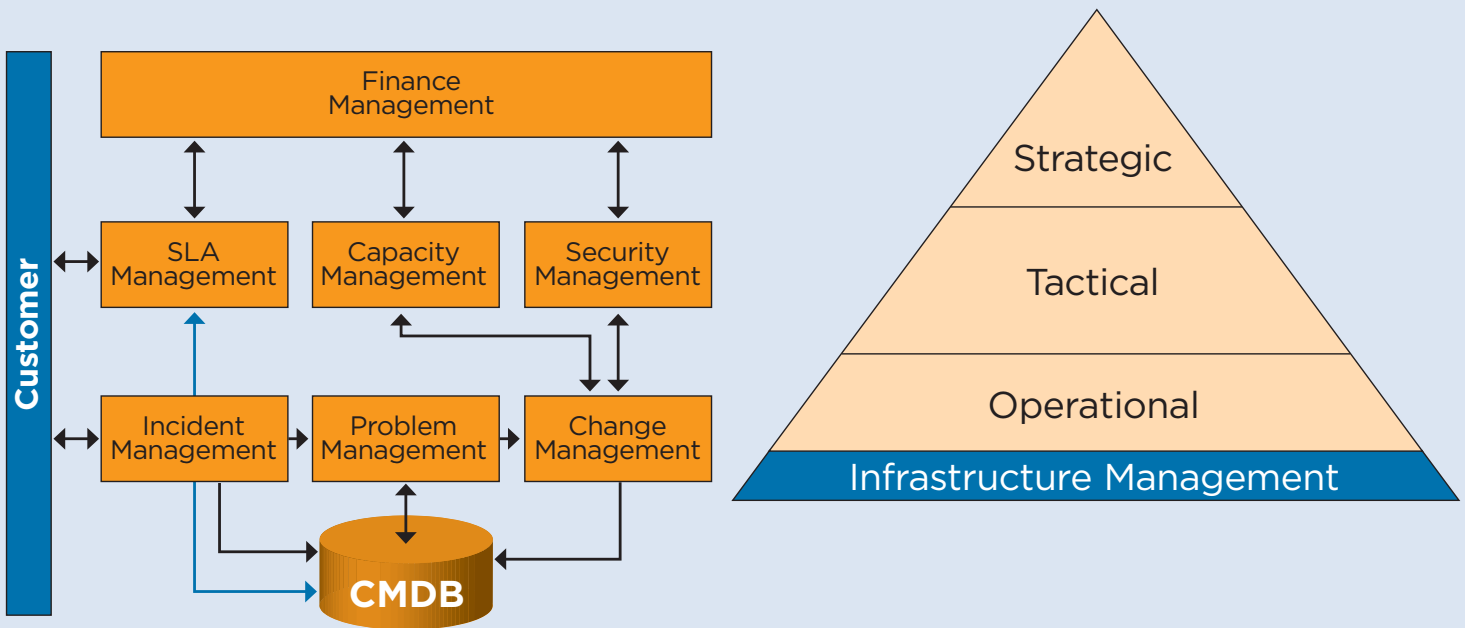 Customer
Finance
Management
SLA
Management
Capacity
Management
Security
Management
Incident
Management
Problem
Management
Change
Management
CMDB
Strategic
Tactical
Operational
Infrastructure Management